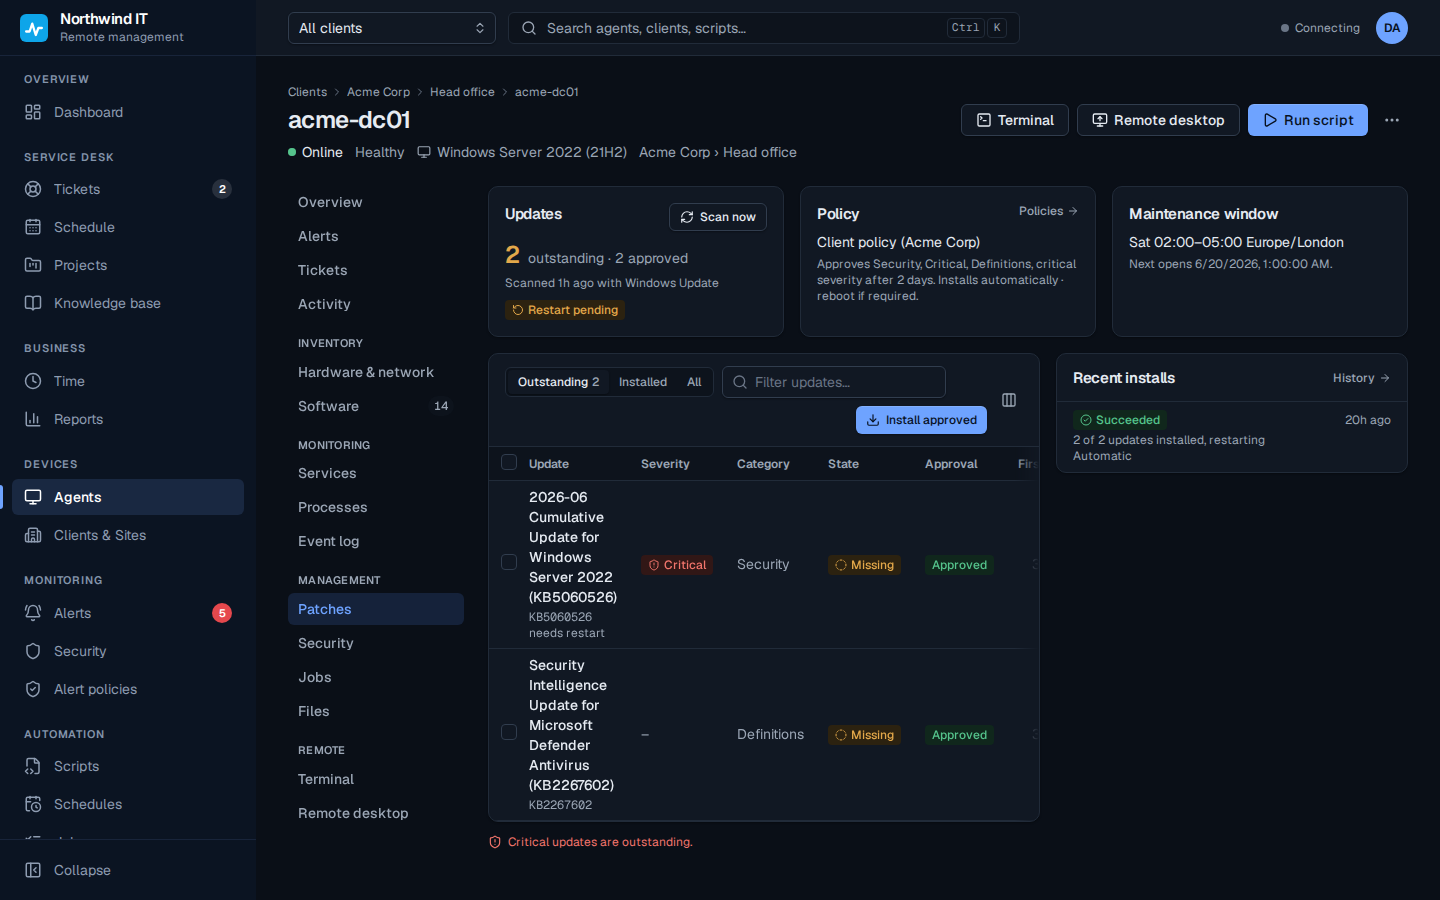 Northwind IT
Remote management
All clients
Search agents, clients, scripts...
Ctrl K
Connecting
DA
OVERVIEW
Dashboard
SERVICE DESK
Tickets 2
Schedule
Projects
Knowledge base
BUSINESS
Time
Reports
DEVICES
Agents
Clients & Sites
MONITORING
Alerts 5
Security
Alert policies
AUTOMATION
Scripts
Schedules
Collapse
Clients › Acme Corp › Head office › acme-dc01
acme-dc01
Terminal
Remote desktop
Run script
Online Healthy Windows Server 2022 (21H2) Acme Corp › Head office
Overview
Alerts
Tickets
Activity
INVENTORY
Hardware & network
Software 14
MONITORING
Services
Processes
Event log
MANAGEMENT
Patches
Security
Jobs
Files
REMOTE
Terminal
Remote desktop
Updates
Scan now
2 outstanding · 2 approved
Scanned 1h ago with Windows Update
Restart pending
Policy
Policies →
Client policy (Acme Corp)
Approves Security, Critical, Definitions, critical
severity after 2 days. Installs automatically ·
reboot if required.
Maintenance window
Sat 02:00–05:00 Europe/London
Next opens 6/20/2026, 1:00:00 AM.
Outstanding 2 Installed All
Filter updates...
Install approved
Update Severity Category State Approval
2026-06
Cumulative
Update for
Windows
Server 2022
(KB5060526)
KB5060526
needs restart
Critical
Security
Missing
Approved
Security
Intelligence
Update for
Microsoft
Defender
Antivirus
(KB2267602)
KB2267602
–
Definitions
Missing
Approved
Critical updates are outstanding.
Recent installs
History →
Succeeded
20h ago
2 of 2 updates installed, restarting
Automatic